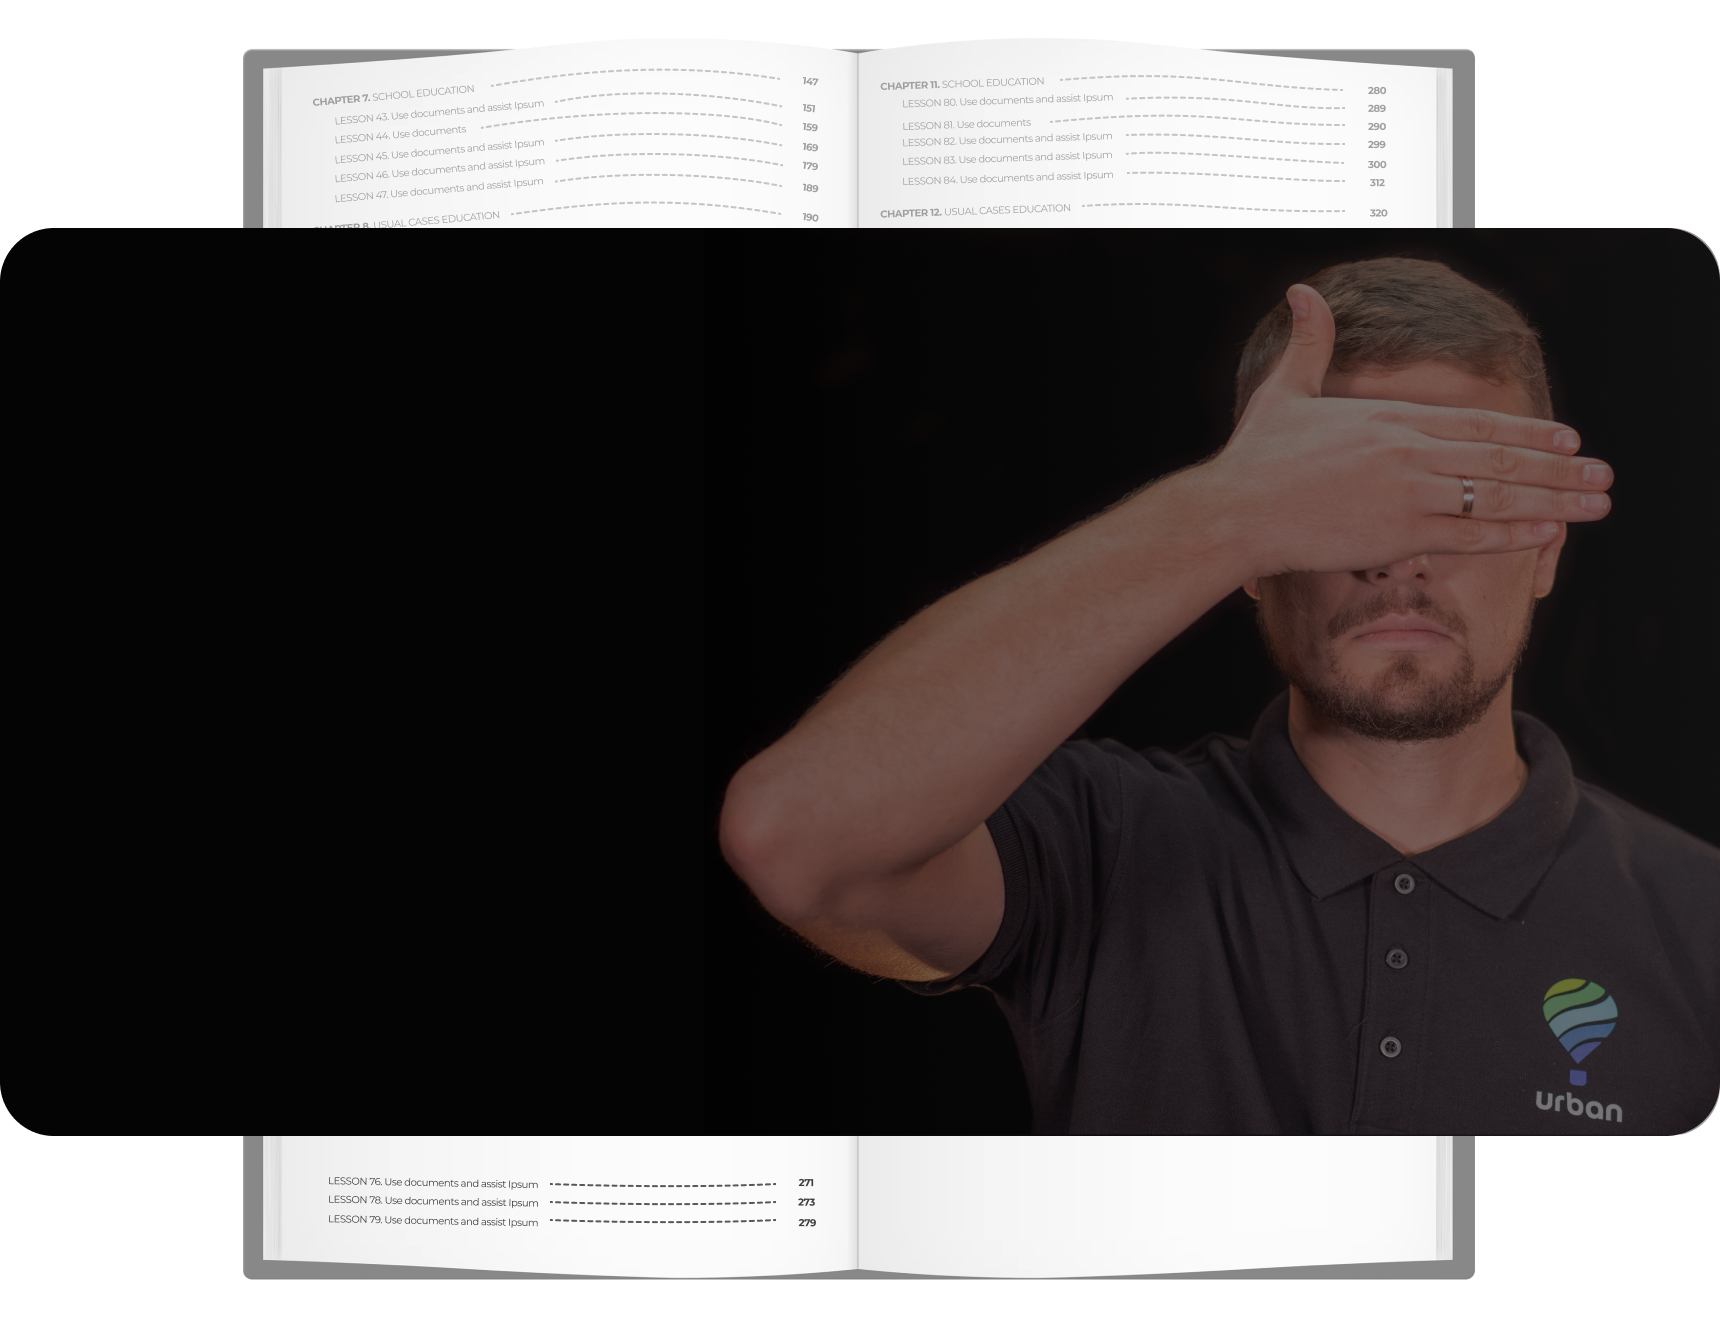 CHAPTER 7. SCHOOL EDUCATION 147
LESSON 43. Use documents and assist Ipsum 151
LESSON 44. Use documents 159
LESSON 45. Use documents and assist Ipsum 169
LESSON 46. Use documents and assist Ipsum 179
LESSON 47. Use documents and assist Ipsum 189
CHAPTER 8. USUAL CASES EDUCATION 190
CHAPTER 11. SCHOOL EDUCATION 280
LESSON 80. Use documents and assist Ipsum 289
LESSON 81. Use documents 290
LESSON 82. Use documents and assist Ipsum 299
LESSON 83. Use documents and assist Ipsum 300
LESSON 84. Use documents and assist Ipsum 312
CHAPTER 12. USUAL CASES EDUCATION 320
urban
LESSON 76. Use documents and assist Ipsum 271
LESSON 78. Use documents and assist Ipsum 273
LESSON 79. Use documents and assist Ipsum 279